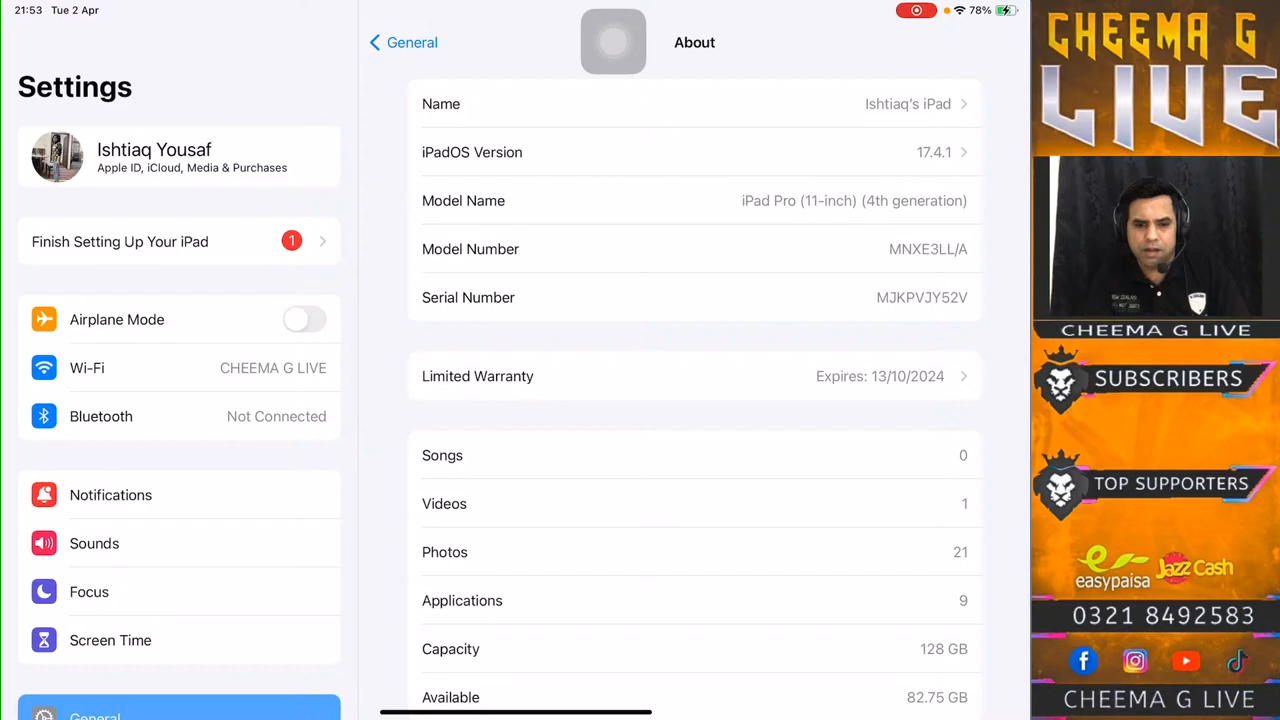 21:53 Tue 2 Apr
78%
Settings
Ishtiaq Yousaf
Apple ID, iCloud, Media & Purchases
Finish Setting Up Your iPad 1
Airplane Mode
Wi-Fi CHEEMA G LIVE
Bluetooth Not Connected
Notifications
Sounds
Focus
Screen Time
General
General
About
Name Ishtiaq's iPad
iPadOS Version 17.4.1
Model Name iPad Pro (11-inch) (4th generation)
Model Number MNXE3LL/A
Serial Number MJKPVJY52V
Limited Warranty Expires: 13/10/2024
Songs 0
Videos 1
Photos 21
Applications 9
Capacity 128 GB
Available 82.75 GB
CHEEMA G
LIVE
CHEEMA G LIVE
SUBSCRIBERS
TOP SUPPORTERS
easypaisa JazzCash
0321 8492583
CHEEMA G LIVE